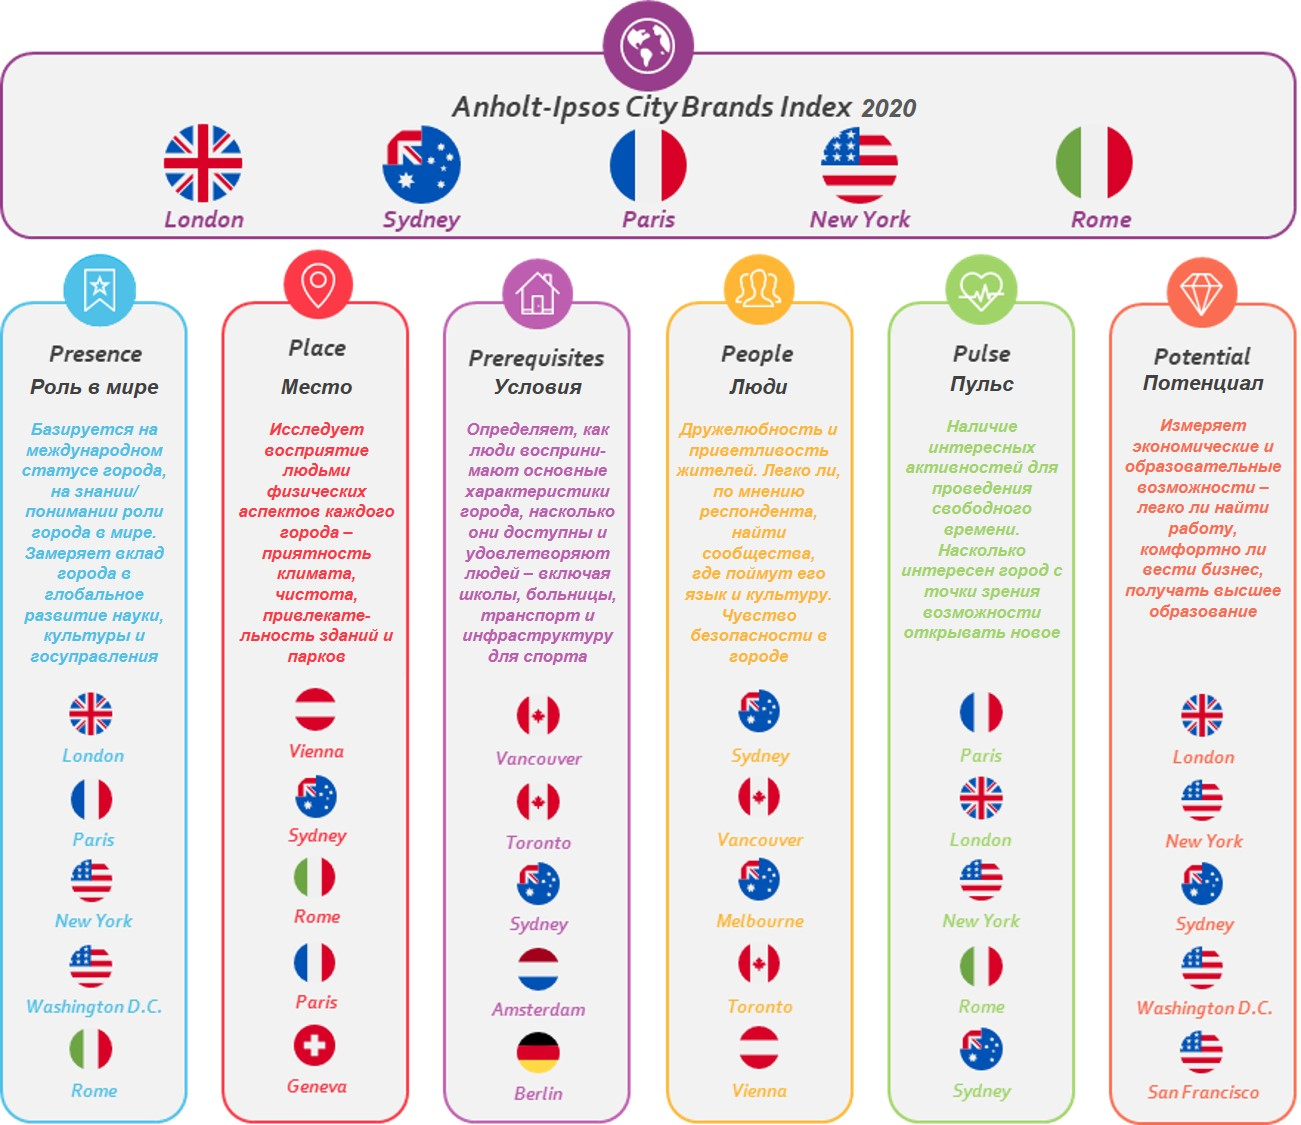 Anholt-Ipsos City Brands Index 2020
London
Sydney
Paris
New York
Rome
Presence
Роль в мире
Базируется на
международном
статусе города,
на знании/
понимании роли
города в мире.
Замеряет вклад
города в
глобальное
развитие науки,
культуры и
госуправления
London
Paris
New York
Washington D.C.
Rome
Place
Место
Исследует
восприятие
людьми
физических
аспектов каждого
города –
приятность
климата,
чистота,
привлекате-
льность зданий и
парков
Vienna
Sydney
Rome
Paris
Geneva
Prerequisites
Условия
Определяет, как
люди восприни-
мают основные
характеристики
города, насколько
они доступны и
удовлетворяют
людей – включая
школы, больницы,
транспорт и
инфраструктуру
для спорта
Vancouver
Toronto
Sydney
Amsterdam
Berlin
People
Люди
Дружелюбность и
приветливость
жителей. Легко ли,
по мнению
респондента,
найти
сообщества,
где поймут его
язык и культуру.
Чувство
безопасности в
городе
Sydney
Vancouver
Melbourne
Toronto
Vienna
Pulse
Пульс
Наличие
интересных
активностей для
проведения
свободного
времени.
Насколько
интересен город с
точки зрения
возможности
открывать новое
Paris
London
New York
Rome
Sydney
Potential
Потенциал
Измеряет
экономические и
образовательные
возможности –
легко ли найти
работу,
комфортно ли
вести бизнес,
получать высшее
образование
London
New York
Sydney
Washington D.C.
San Francisco